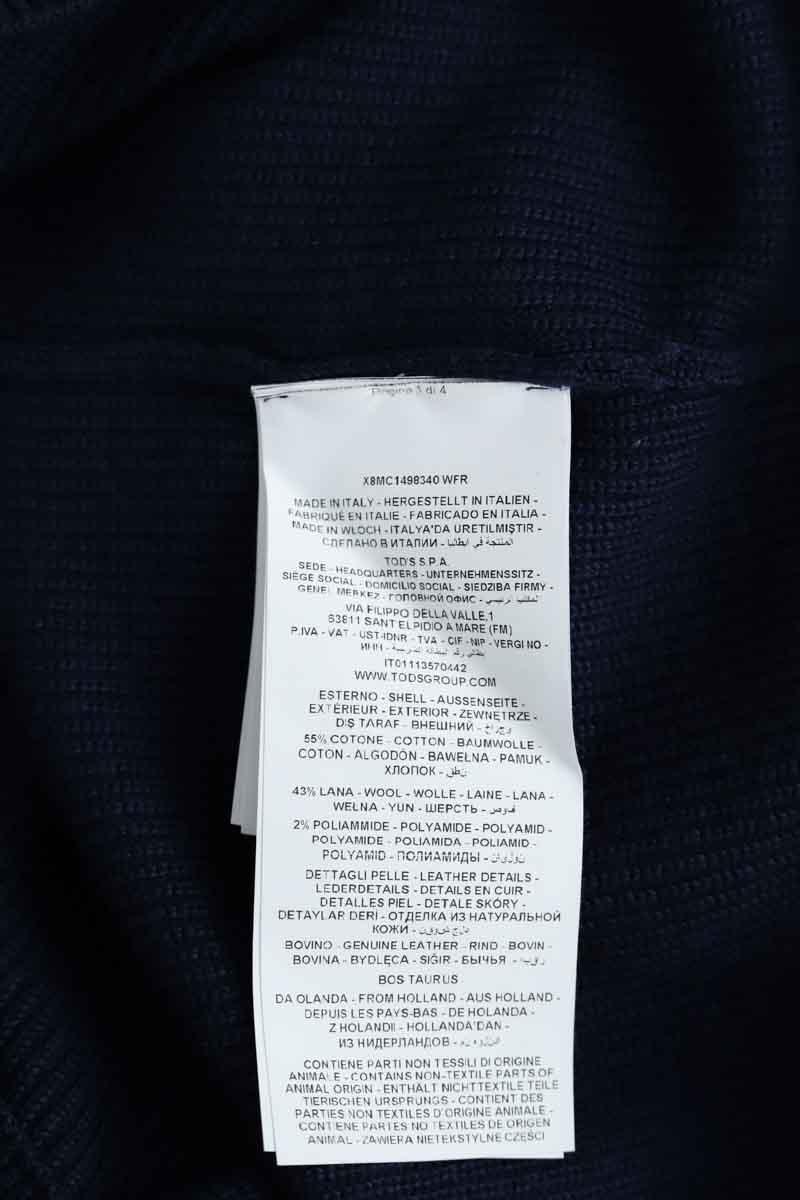 Pagina 3 di 4
X8MC1498340 WFR
MADE IN ITALY - HERGESTELLT IN ITALIEN -
FABRIQUÉ EN ITALIE - FABRICADO EN ITALIA -
MADE IN WLOCH - ITALYA'DA URETILMIŞTIR -
СДЕЛАНО В ИТАЛИИ - المنتجة في ايطاليا
TOD'S S.P.A.
SEDE - HEADQUARTERS - UNTERNEHMENSSITZ -
SIÈGE SOCIAL - DOMICILIO SOCIAL - SIEDZIBA FIRMY -
GENEL MERKEZ - ГОЛОВНОЙ ОФИС -
VIA FILIPPO DELLA VALLE,1
63811 SANT ELPIDIO A MARE (FM)
P.IVA - VAT - UST-IDNR - TVA - CIF - NIP - VERGI NO -
ИНН -
IT01113570442
WWW.TODSGROUP.COM
ESTERNO - SHELL - AUSSENSEITE -
EXTÉRIEUR - EXTERIOR - ZEWNĘTRZE -
DIŞ TARAF - ВНЕШНИЙ -
55% COTONE - COTTON - BAUMWOLLE -
COTON - ALGODÓN - BAWEŁNA - PAMUK -
ХЛОПОК -
43% LANA - WOOL - WOLLE - LAINE - LANA -
WEŁNA - YUN - ШЕРСТЬ -
2% POLIAMMIDE - POLYAMIDE - POLYAMID -
POLYAMIDE - POLIAMIDA - POLIAMID -
POLYAMID - ПОЛИАМИДЫ -
DETTAGLI PELLE - LEATHER DETAILS -
LEDERDETAILS - DETAILS EN CUIR -
DETALLES PIEL - DETALE SKÓRY -
DETAYLAR DERI - ОТДЕЛКА ИЗ НАТУРАЛЬНОЙ
КОЖИ -
BOVINO - GENUINE LEATHER - RIND - BOVIN -
BOVINA - BYDLĘCA - SIĞIR - БЫЧЬЯ -
BOS TAURUS
DA OLANDA - FROM HOLLAND - AUS HOLLAND -
DEPUIS LES PAYS-BAS - DE HOLANDA -
Z HOLANDII - HOLLANDA'DAN -
ИЗ НИДЕРЛАНДОВ -
CONTIENE PARTI NON TESSILI DI ORIGINE
ANIMALE - CONTAINS NON-TEXTILE PARTS OF
ANIMAL ORIGIN - ENTHÄLT NICHTTEXTILE TEILE
TIERISCHEN URSPRUNGS - CONTIENT DES
PARTIES NON TEXTILES D'ORIGINE ANIMALE -
CONTIENE PARTES NO TEXTILES DE ORIGEN
ANIMAL - ZAWIERA NIETEKSTYLNE CZĘŚCI